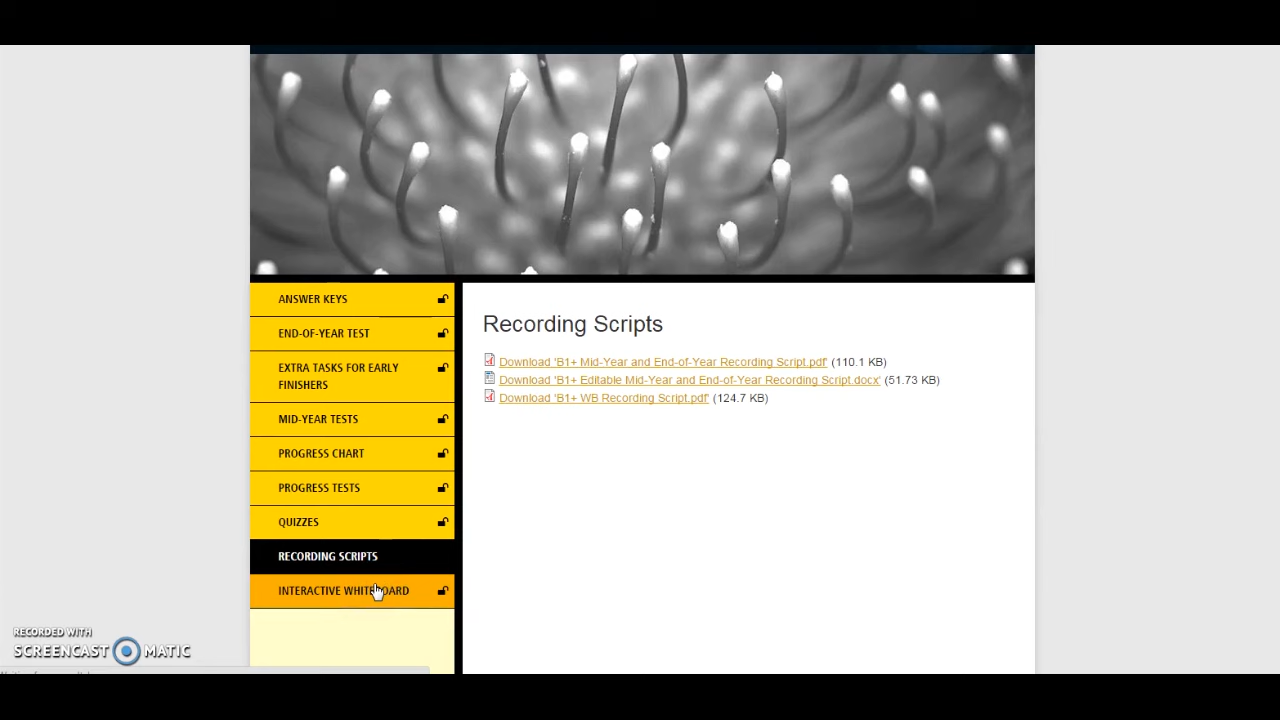 ANSWER KEYS
END-OF-YEAR TEST
EXTRA TASKS FOR EARLY
FINISHERS
MID-YEAR TESTS
PROGRESS CHART
PROGRESS TESTS
QUIZZES
RECORDING SCRIPTS
INTERACTIVE WHITEBOARD
Recording Scripts
Download 'B1+ Mid-Year and End-of-Year Recording Script.pdf' (110.1 KB)
Download 'B1+ Editable Mid-Year and End-of-Year Recording Script.docx' (51.73 KB)
Download 'B1+ WB Recording Script.pdf' (124.7 KB)
RECORDED WITH
SCREENCAST MATIC